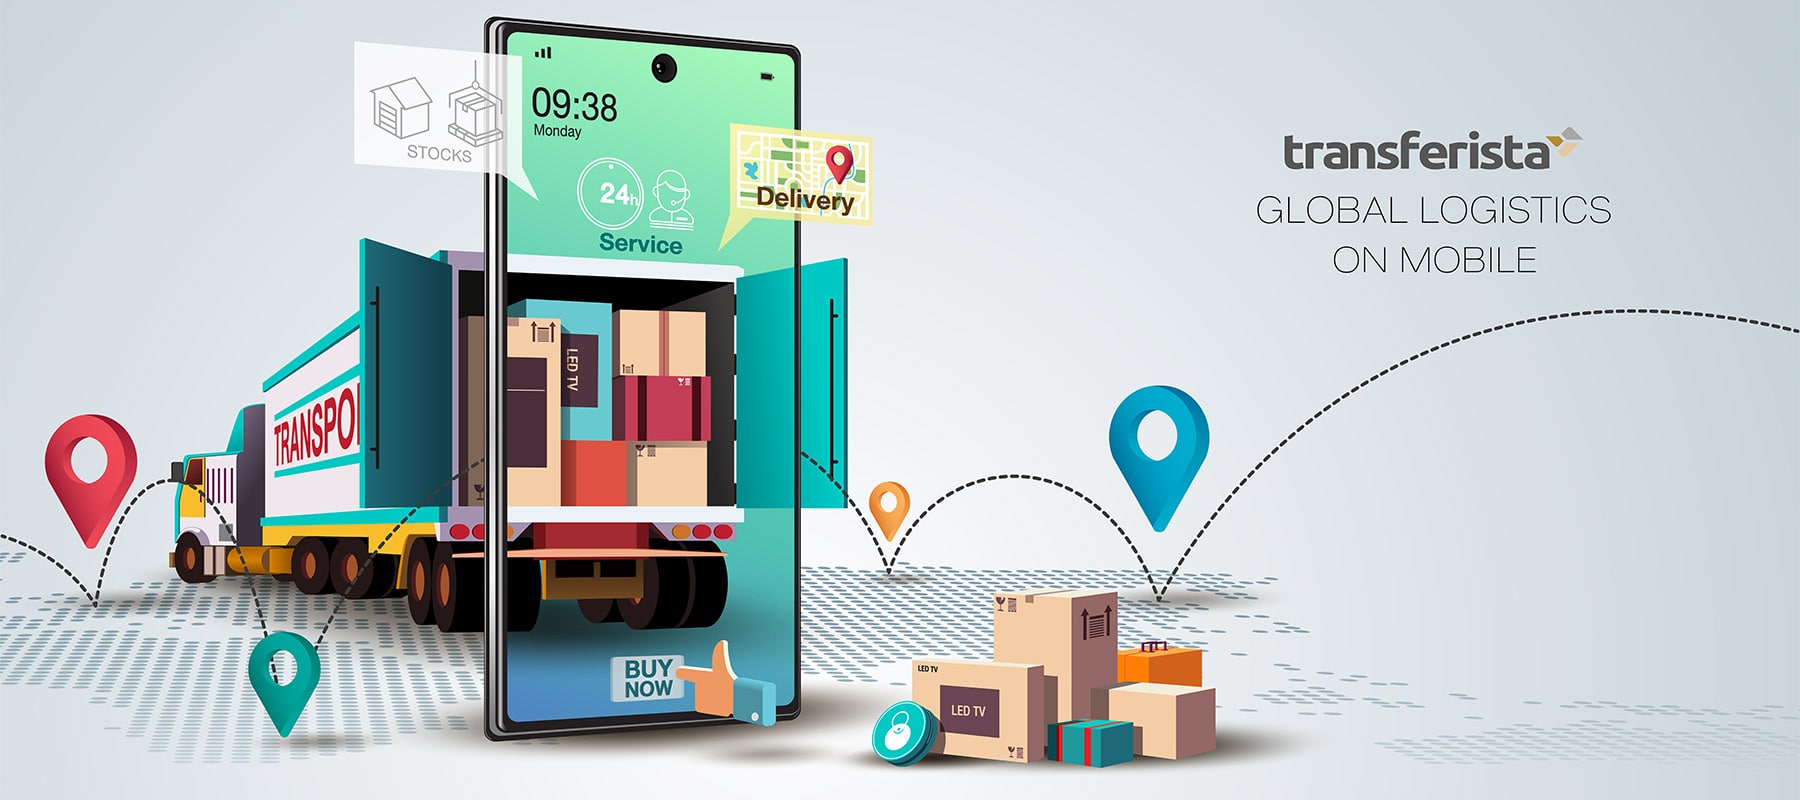 09:38
Monday
STOCKS
24h
Service
Delivery
transferista
GLOBAL LOGISTICS
ON MOBILE
TRANSPO
LED TV
BUY
NOW
LED TV
LED TV